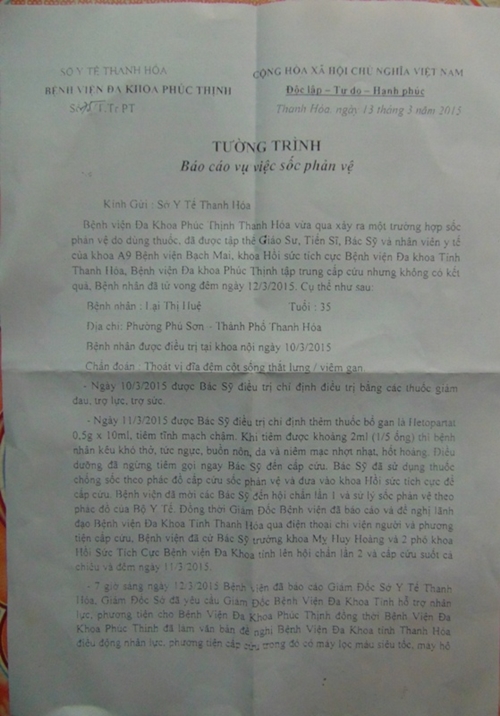 SỞ Y TẾ THANH HÓA
BỆNH VIỆN ĐA KHOA PHÚC THỊNH
Số T.Tr PT
CỘNG HÒA XÃ HỘI CHỦ NGHĨA VIỆT NAM
Độc lập – Tự do – Hạnh phúc
Thanh Hóa, ngày 13 tháng 3 năm 2015
TƯỜNG TRÌNH
Báo cáo vụ việc sốc phản vệ
Kính Gửi : Sở Y Tế Thanh Hóa
Bệnh viện Đa Khoa Phúc Thịnh Thanh Hóa vừa qua xảy ra một trường hợp sốc
phản vệ do dùng thuốc, đã được tập thể Giáo Sư, Tiến Sĩ, Bác Sỹ và nhân viên y tế
của khoa A9 Bệnh viện Bạch Mai, khoa Hồi sức tích cực Bệnh viện Đa khoa Tỉnh
Thanh Hóa, Bệnh viện Đa khoa Phúc Thịnh tập trung cấp cứu nhưng không có kết
quả, Bệnh nhân đã tử vong đêm ngày 12/3/2015. Cụ thể như sau:
Bệnh nhân : Lại Thị Huệ Tuổi : 35
Địa chỉ: Phường Phú Sơn – Thành Phố Thanh Hóa
Bệnh nhân được điều trị tại khoa nội ngày 10/3/2015
Chẩn đoán : Thoát vị đĩa đệm cột sống thắt lưng / viêm gan
- Ngày 10/3/2015 được Bác Sỹ điều trị chỉ định điều trị bằng các thuốc giảm
đau, trợ lực, trợ sức.
- Ngày 11/3/2015 được Bác Sỹ điều trị chỉ định thêm thuốc bổ gan là Hetopartat
0,5g x 10ml, tiêm tĩnh mạch chậm. Khi tiêm được khoảng 2ml (1/5 ống) thì bệnh
nhân kêu khó thở, tức ngực, buồn nôn, da và niêm mạc nhợt nhạt, hốt hoảng. Điều
dưỡng đã ngừng tiêm gọi ngay Bác Sỹ đến cấp cứu. Bác Sỹ đã sử dụng thuốc
chống sốc theo phác đồ cấp cứu sốc phản vệ và đưa vào khoa Hồi sức tích cực để
cấp cứu. Bệnh viện đã mời các Bác Sỹ đến hội chẩn lần 1 và sử lý sốc phản vệ theo
phác đồ của Bộ Y Tế. Đồng thời Giám Đốc Bệnh viện đã báo cáo và đề nghị lãnh
đạo Bệnh viện Đa Khoa Tỉnh Thanh Hóa qua điện thoại chi viện người và phương
tiện cấp cứu, Bệnh viện đã cử Bác Sỹ trưởng khoa Mỵ Huy Hoàng và 2 phó khoa
Hồi Sức Tích Cực Bệnh viện Đa Khoa tỉnh lên hội chẩn lần 2 và cấp cứu suốt cả
chiều và đêm ngày 11/3/2015.
- 7 giờ sáng ngày 12/3/2015 Bệnh viện đã báo cáo Giám Đốc Sở Y Tế Thanh
Hóa, Giám Đốc Sở đã yêu cầu Giám Đốc Bệnh Viện Đa Khoa Tỉnh hỗ trợ nhân
lực, phương tiện cho Bệnh viện Đa Khoa Phúc Thịnh đồng thời Bệnh Viện Đa
Khoa Phúc Thịnh đã làm văn bản đề nghị Bệnh Viện Đa Khoa tỉnh Thanh Hóa
điều động nhân lực, phương tiện cấp cứu trong đó có máy lọc máu siêu tốc, máy hô